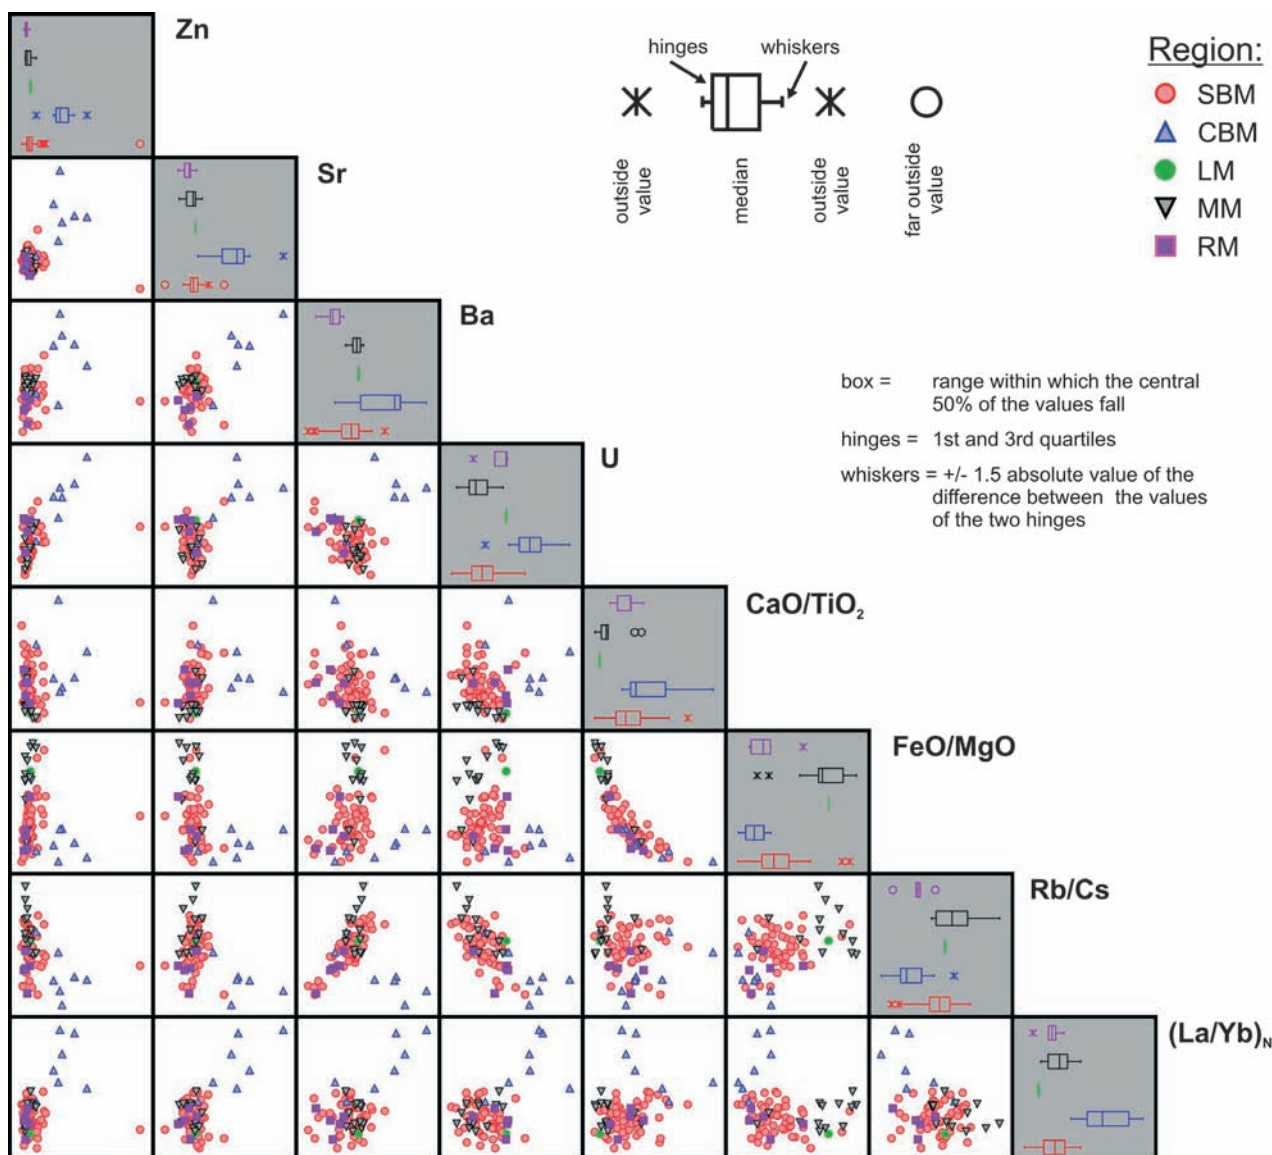 Zn
hinges
whiskers
outside
value
median
outside
value
far outside
value
Region:
SBM
CBM
LM
MM
RM
Sr
Ba
box = range within which the central
50% of the values fall
hinges = 1st and 3rd quartiles
whiskers = +/- 1.5 absolute value of the
difference between the values
of the two hinges
U
CaO/TiO₂
FeO/MgO
Rb/Cs
(La/Yb)ₙ